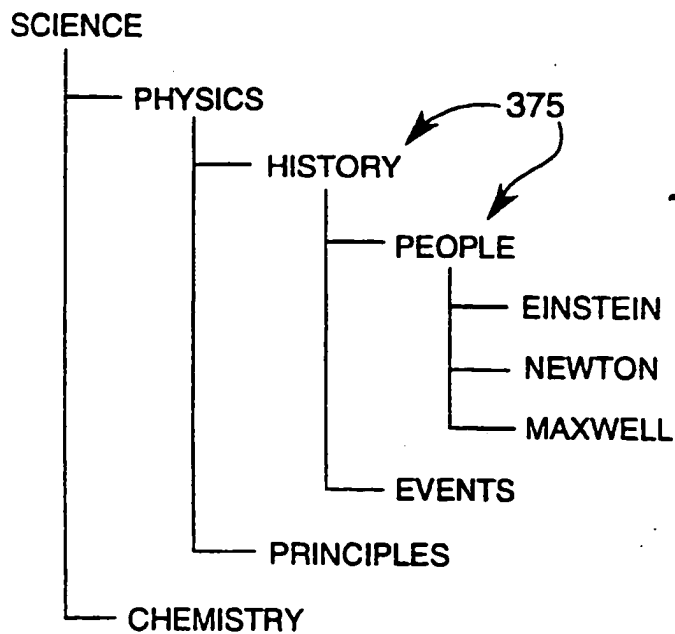 SCIENCE
PHYSICS
375
HISTORY
PEOPLE
EINSTEIN
NEWTON
MAXWELL
EVENTS
PRINCIPLES
CHEMISTRY